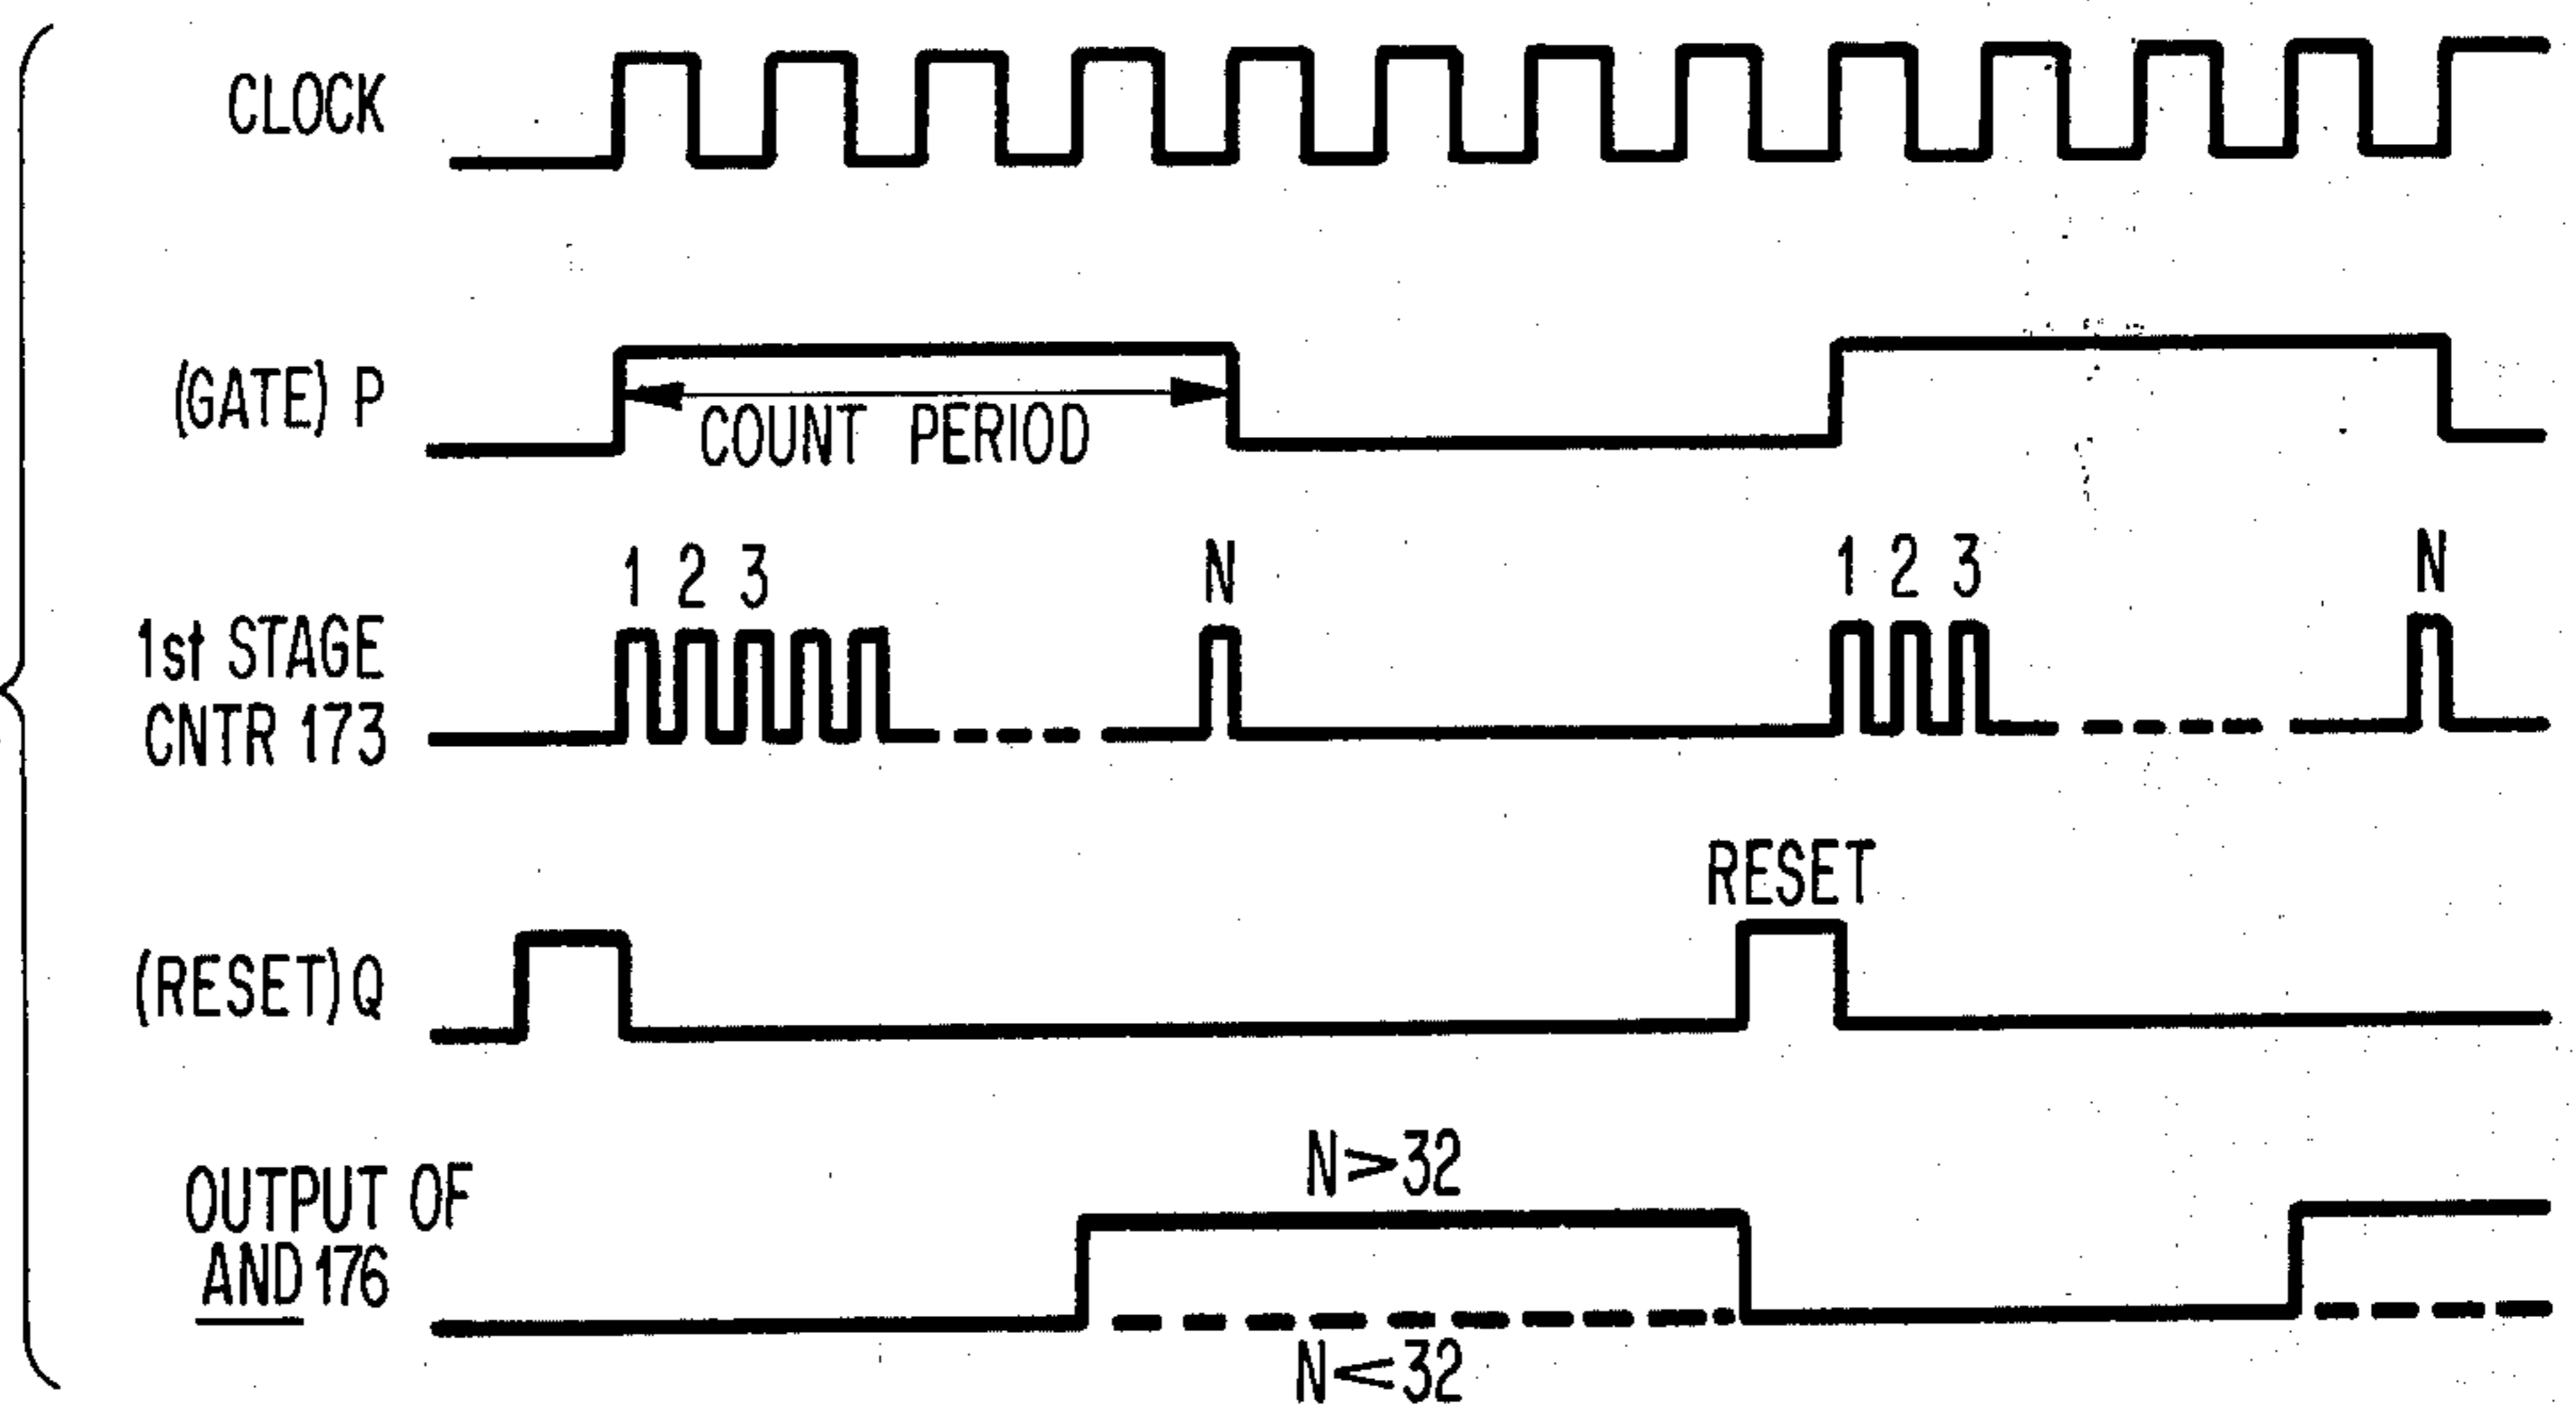 CLOCK
(GATE) P
COUNT PERIOD
1 2 3 N 1 2 3 N
1st STAGE
CNTR 173
RESET
(RESET) Q
N>32
OUTPUT OF
AND 176
N<32